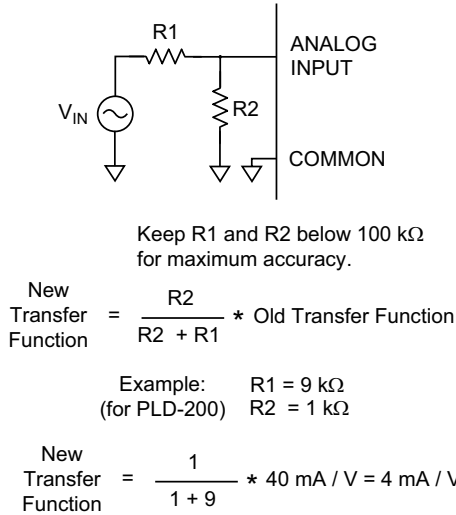 R1
ANALOG
INPUT
V_IN
R2
COMMON
Keep R1 and R2 below 100 kΩ
for maximum accuracy.
New
Transfer
Function
=
R2
R2 + R1
* Old Transfer Function
Example:
(for PLD-200)
R1 = 9 kΩ
R2 = 1 kΩ
New
Transfer
Function
=
1
1 + 9
* 40 mA / V = 4 mA / V